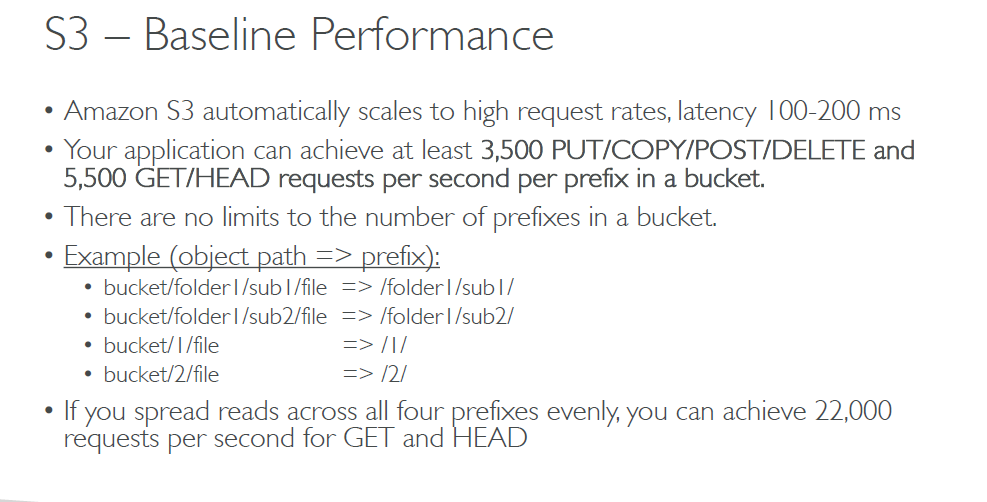 S3 – Baseline Performance
• Amazon S3 automatically scales to high request rates, latency 100-200 ms
• Your application can achieve at least 3,500 PUT/COPY/POST/DELETE and
5,500 GET/HEAD requests per second per prefix in a bucket.
• There are no limits to the number of prefixes in a bucket.
• Example (object path => prefix):
• bucket/folder1/sub1/file => /folder1/sub1/
• bucket/folder1/sub2/file => /folder1/sub2/
• bucket/1/file => /1/
• bucket/2/file => /2/
• If you spread reads across all four prefixes evenly, you can achieve 22,000
requests per second for GET and HEAD